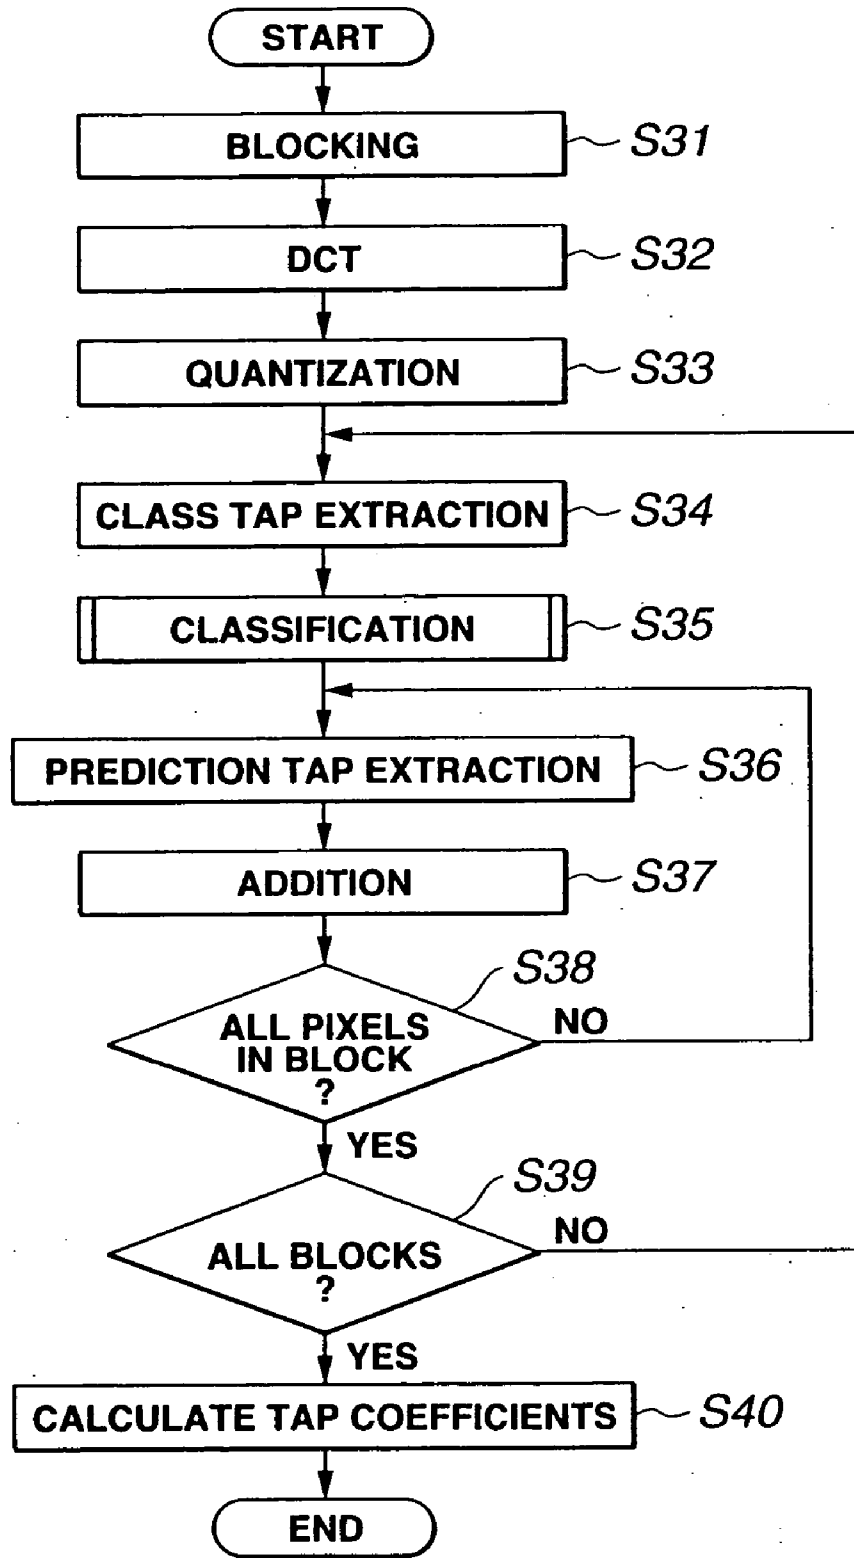 START
BLOCKING
S31
DCT
S32
QUANTIZATION
S33
CLASS TAP EXTRACTION
S34
CLASSIFICATION
S35
PREDICTION TAP EXTRACTION
S36
ADDITION
S37
S38
ALL PIXELS
IN BLOCK
?
NO
YES
S39
ALL BLOCKS
?
NO
YES
CALCULATE TAP COEFFICIENTS
S40
END